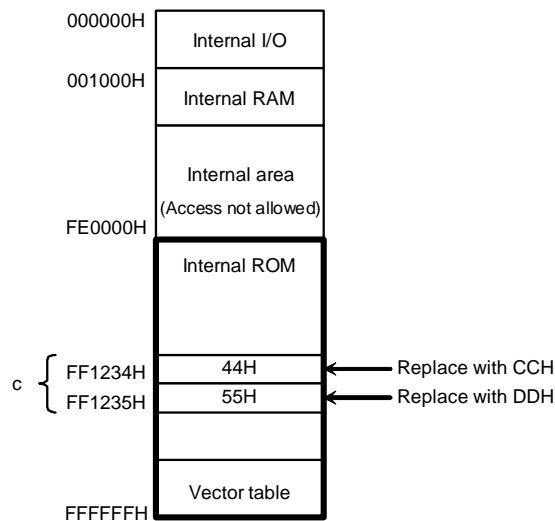 000000H
Internal I/O
001000H
Internal RAM
Internal area
(Access not allowed)
FE0000H
Internal ROM
c
FF1234H
44H
Replace with CCH
FF1235H
55H
Replace with DDH
Vector table
FFFFFFH